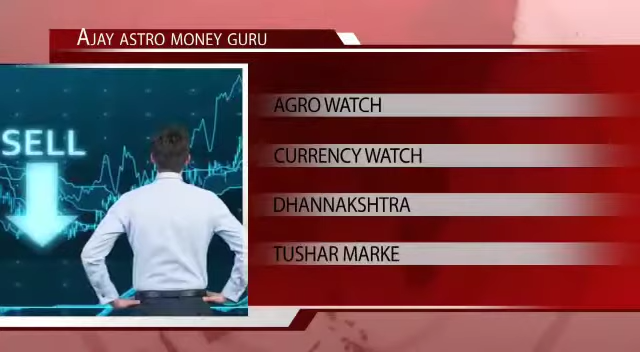 AJAY ASTRO MONEY GURU
SELL
AGRO WATCH
CURRENCY WATCH
DHANNAKSHTRA
TUSHAR MARKE